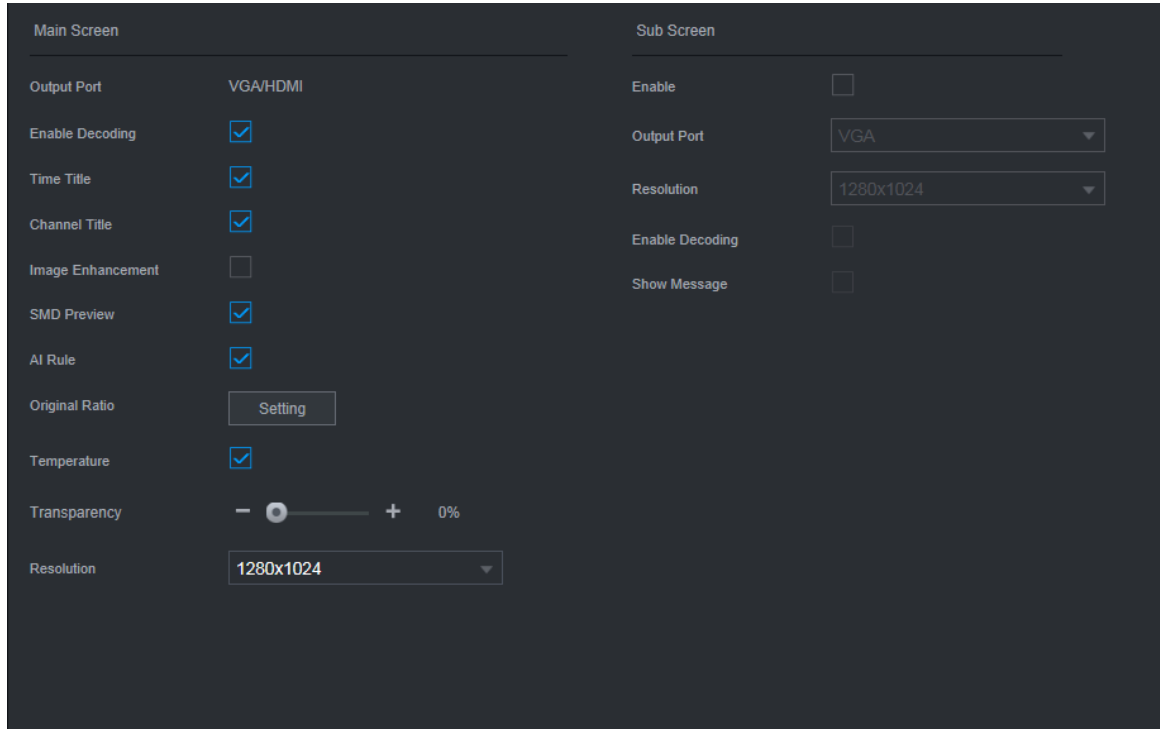 Main Screen
Output Port VGA/HDMI
Enable Decoding
Time Title
Channel Title
Image Enhancement
SMD Preview
AI Rule
Original Ratio Setting
Temperature
Transparency 0%
Resolution 1280x1024
Sub Screen
Enable
Output Port VGA
Resolution 1280x1024
Enable Decoding
Show Message